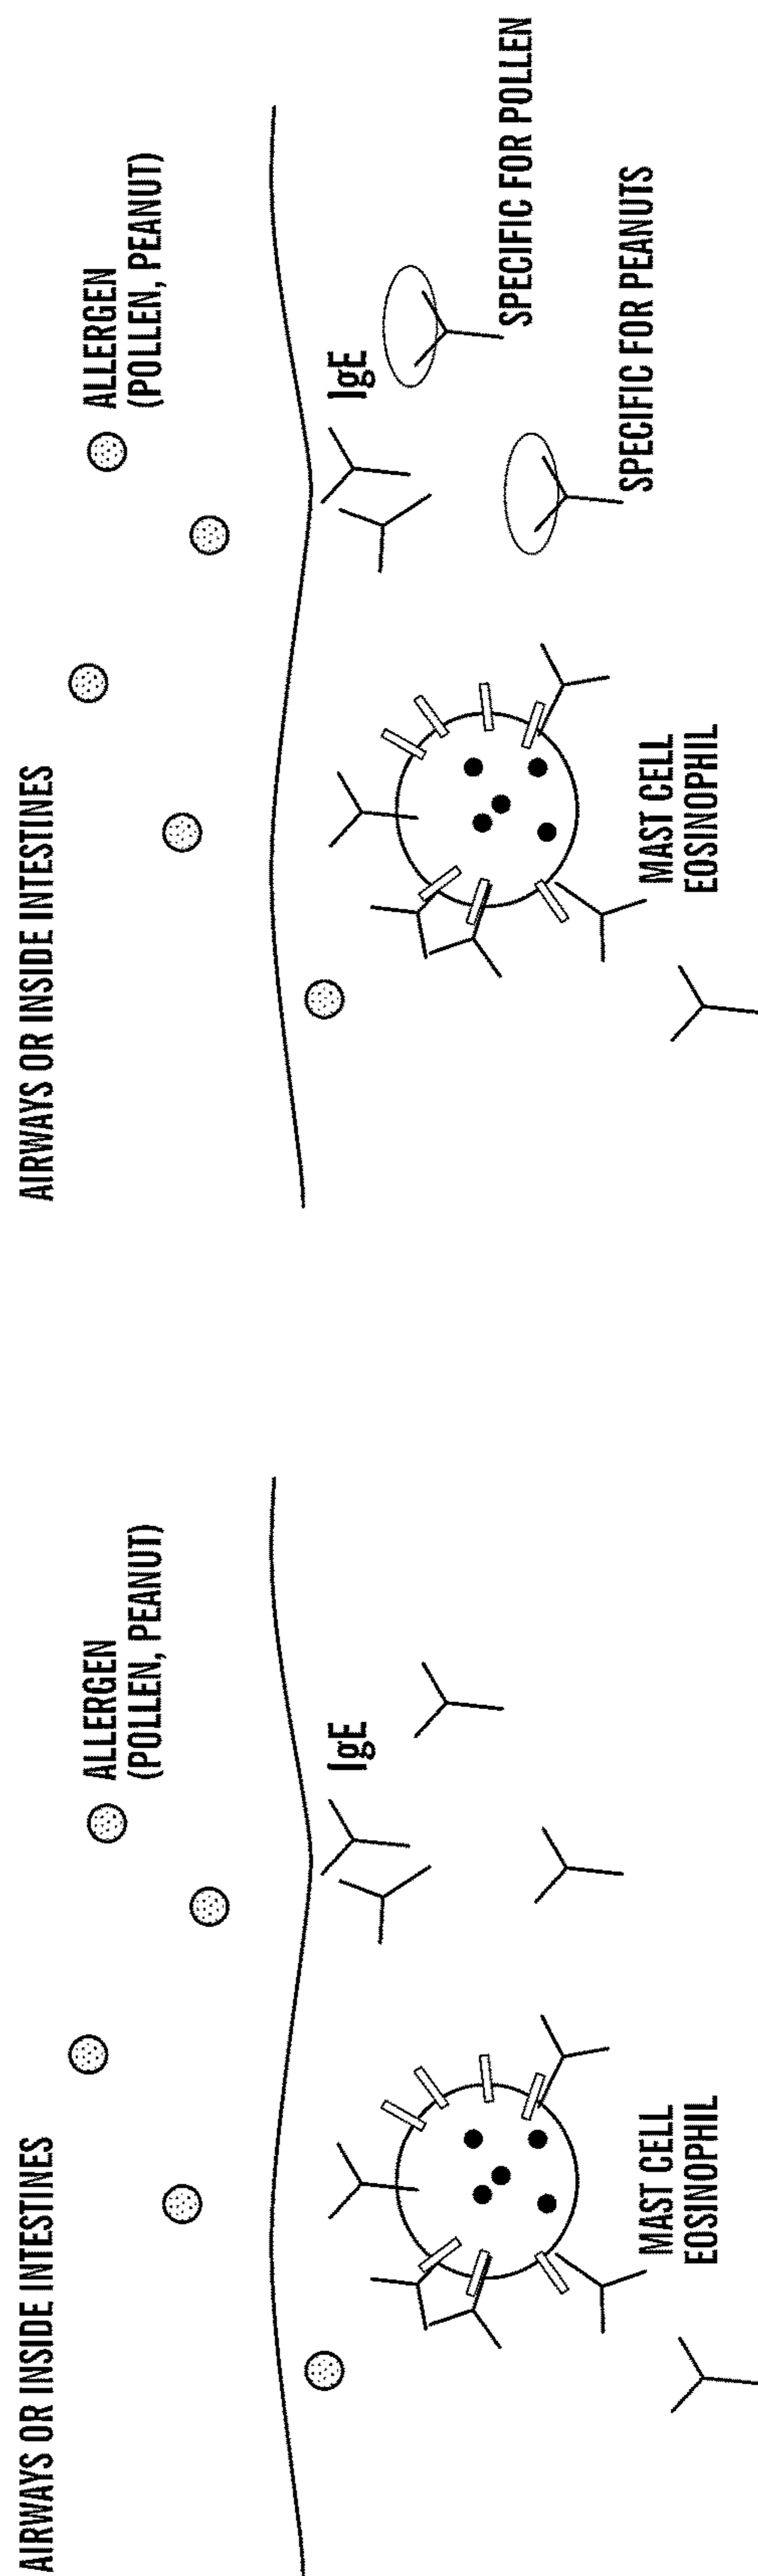 AIRWAYS OR INSIDE INTESTINES
ALLERGEN
(POLLEN, PEANUT)
IgE
MAST CELL
EOSINOPHIL
AIRWAYS OR INSIDE INTESTINES
ALLERGEN
(POLLEN, PEANUT)
IgE
SPECIFIC FOR POLLEN
SPECIFIC FOR PEANUTS
MAST CELL
EOSINOPHIL